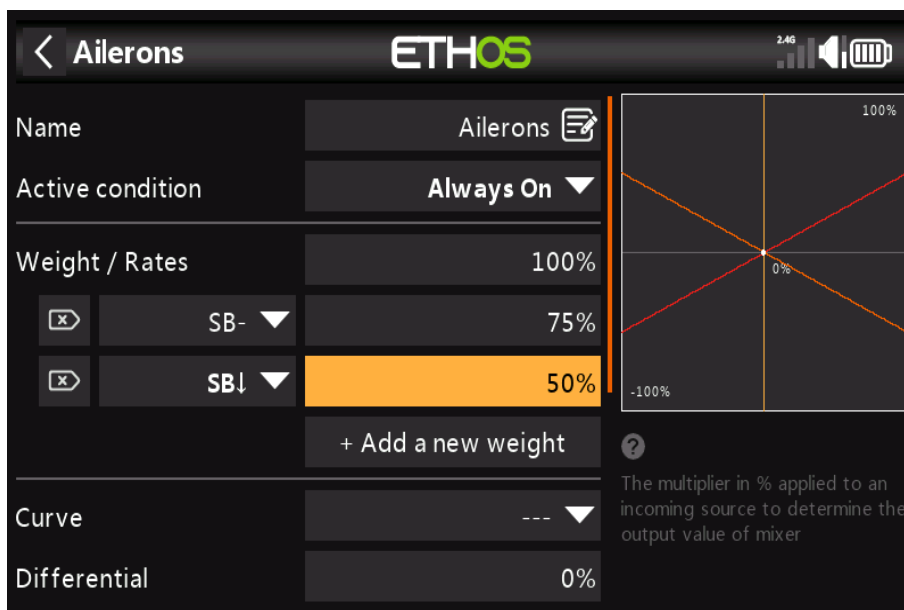 Ailerons
ETHOS
2.4G
Name
Ailerons
100%
Active condition
Always On
Weight / Rates
100%
0%
SB-
75%
SB↓
50%
-100%
+ Add a new weight
The multiplier in % applied to an
incoming source to determine the
output value of mixer
Curve
---
Differential
0%